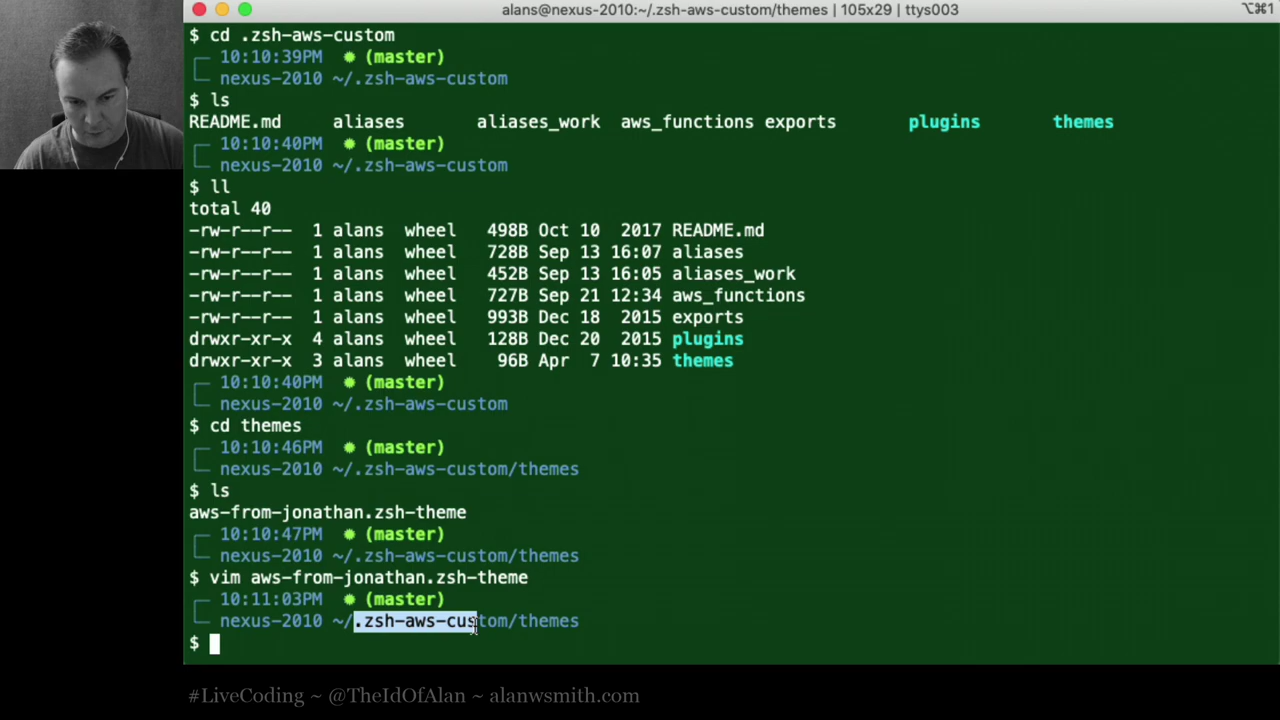 alans@nexus-2010:~/.zsh-aws-custom/themes | 105x29 | ttys003 ⌥⌘1
$ cd .zsh-aws-custom
10:10:39PM ✹ (master)
nexus-2010 ~/.zsh-aws-custom
$ ls
README.md aliases aliases_work aws_functions exports plugins themes
10:10:40PM ✹ (master)
nexus-2010 ~/.zsh-aws-custom
$ ll
total 40
-rw-r--r-- 1 alans wheel 498B Oct 10 2017 README.md
-rw-r--r-- 1 alans wheel 728B Sep 13 16:07 aliases
-rw-r--r-- 1 alans wheel 452B Sep 13 16:05 aliases_work
-rw-r--r-- 1 alans wheel 727B Sep 21 12:34 aws_functions
-rw-r--r-- 1 alans wheel 993B Dec 18 2015 exports
drwxr-xr-x 4 alans wheel 128B Dec 20 2015 plugins
drwxr-xr-x 3 alans wheel 96B Apr 7 10:35 themes
10:10:40PM ✹ (master)
nexus-2010 ~/.zsh-aws-custom
$ cd themes
10:10:46PM ✹ (master)
nexus-2010 ~/.zsh-aws-custom/themes
$ ls
aws-from-jonathan.zsh-theme
10:10:47PM ✹ (master)
nexus-2010 ~/.zsh-aws-custom/themes
$ vim aws-from-jonathan.zsh-theme
10:11:03PM ✹ (master)
nexus-2010 ~/.zsh-aws-custom/themes
$
#LiveCoding ~ @TheIdOfAlan ~ alanwsmith.com